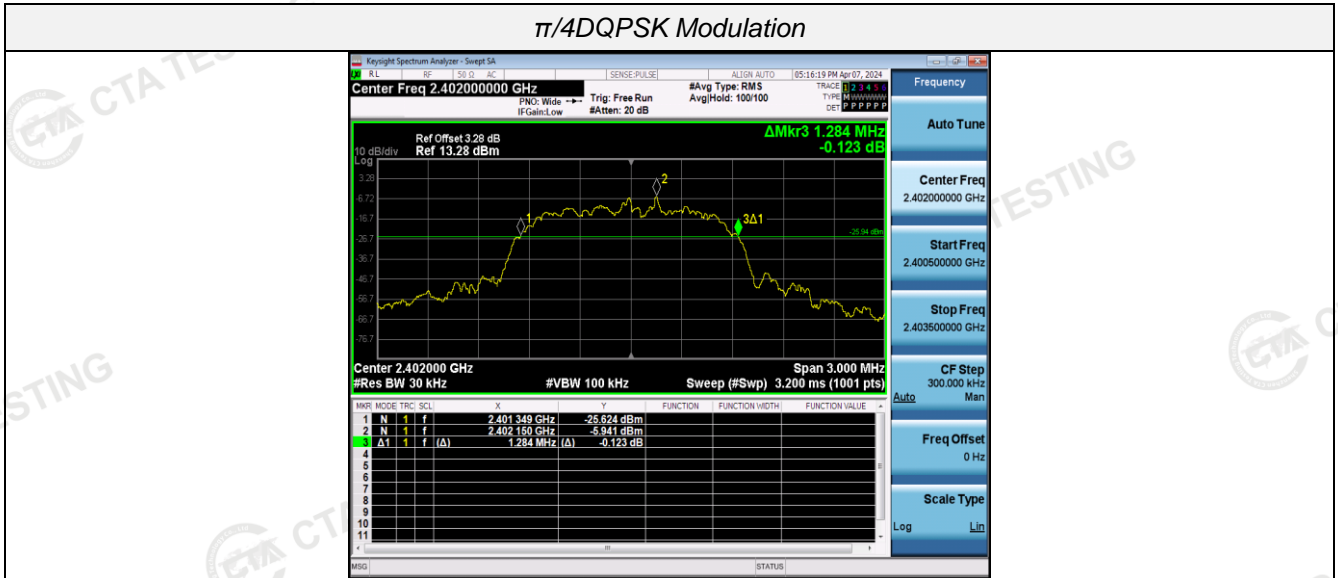 π/4DQPSK Modulation
Keysight Spectrum Analyzer - Swept SA
RL RF 50 Ω AC SENSE:PULSE ALIGN AUTO 05:16:19 PM Apr 07, 2024
Center Freq 2.402000000 GHz
#Avg Type: RMS
TRACE 1 2 3 4 5 6
PNO: Wide
Trig: Free Run
Avg|Hold: 100/100
TYPE MWWWWW
IFGain:Low
#Atten: 20 dB
DET P P P P P P
Frequency
Auto Tune
Center Freq
2.402000000 GHz
Start Freq
2.400500000 GHz
Stop Freq
2.403500000 GHz
CF Step
300.000 kHz
Auto Man
Freq Offset
0 Hz
Scale Type
Log Lin
ΔMkr3 1.284 MHz
-0.123 dB
Ref Offset 3.28 dB
10 dB/div Ref 13.28 dBm
Log
3.28
-6.72
-16.7
-26.7
-36.7
-46.7
-56.7
-66.7
-76.7
1
2
3Δ1
-25.94 dBm
Center 2.402000 GHz Span 3.000 MHz
#Res BW 30 kHz #VBW 100 kHz Sweep (#Swp) 3.200 ms (1001 pts)
MKR MODE TRC SCL X Y FUNCTION FUNCTION WIDTH FUNCTION VALUE
1 N 1 f 2.401 349 GHz -25.624 dBm
2 N 1 f 2.402 150 GHz -5.941 dBm
3 Δ1 1 f (Δ) 1.284 MHz (Δ) -0.123 dB
4
5
6
7
8
9
10
11
MSG STATUS
CTA TE
CTA
TESTING
STING
CTA
CT
C